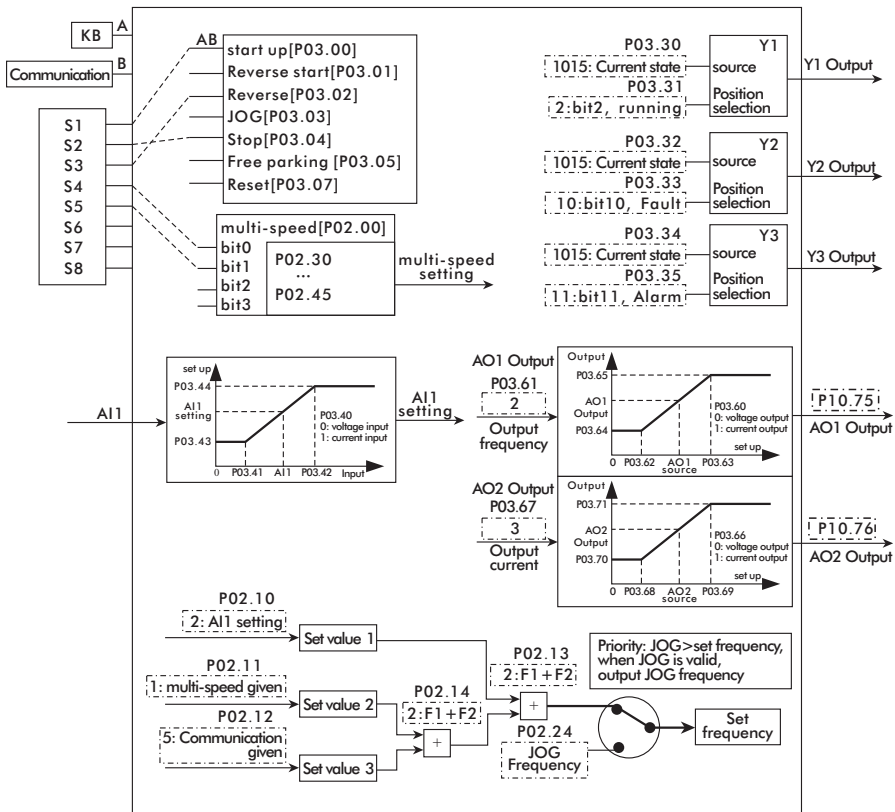 KB
A
Communication
B
S1
S2
S3
S4
S5
S6
S7
S8
AB
start up[P03.00]
Reverse start[P03.01]
Reverse[P03.02]
JOG[P03.03]
Stop[P03.04]
Free parking [P03.05]
Reset[P03.07]
multi-speed[P02.00]
bit0
bit1
bit2
bit3
P02.30
...
P02.45
multi-speed
setting
P03.30
1015: Current state
P03.31
2:bit2, running
Y1
source
Position
selection
Y1 Output
P03.32
1015: Current state
P03.33
10:bit10, Fault
Y2
source
Position
selection
Y2 Output
P03.34
1015: Current state
P03.35
11:bit11, Alarm
Y3
source
Position
selection
Y3 Output
AI1
set up
P03.44
AI1
setting
P03.43
P03.40
0: voltage input
1: current input
0
P03.41
AI1
P03.42
Input
AI1
setting
AO1 Output
P03.61
2
Output
frequency
Output
P03.65
AO1
Output
P03.64
P03.60
0: voltage output
1: current output
set up
0
P03.62
AO1
source
P03.63
P10.75
AO1 Output
AO2 Output
P03.67
3
Output
current
Output
P03.71
AO2
Output
P03.70
P03.66
0: voltage output
1: current output
set up
0
P03.68
AO2
source
P03.69
P10.76
AO2 Output
P02.10
2: AI1 setting
Set value 1
P02.11
1: multi-speed given
Set value 2
P02.12
5: Communication
given
Set value 3
P02.14
2:F1+F2
+
P02.13
2:F1+F2
+
P02.24
JOG
Frequency
Priority: JOG>set frequency,
when JOG is valid,
output JOG frequency
Set
frequency